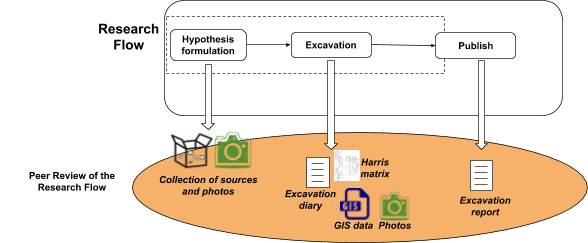 Research
Flow
Hypothesis
formulation
Excavation
Publish
Peer Review of the
Research Flow
Collection of sources
and photos
Excavation
diary
Harris
matrix
GIS
GIS data
Photos
Excavation
report